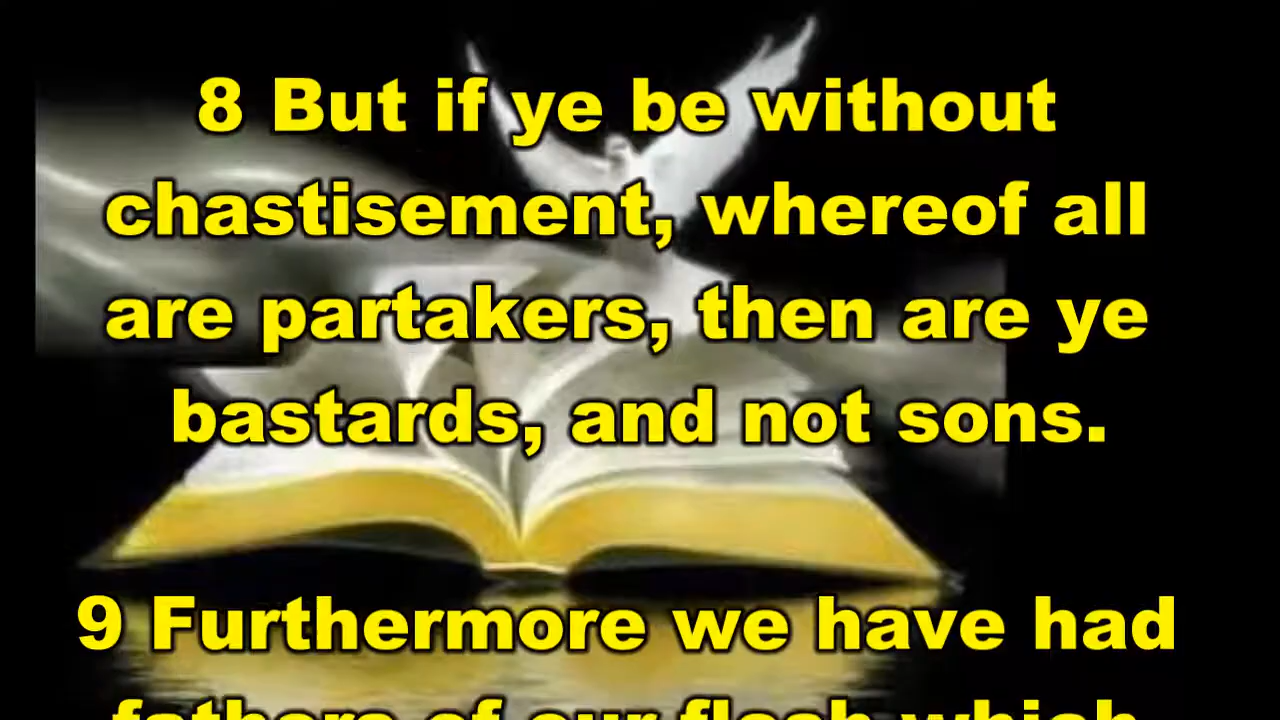 8 But if ye be without
chastisement, whereof all
are partakers, then are ye
bastards, and not sons.
9 Furthermore we have had
fathers of our flesh which